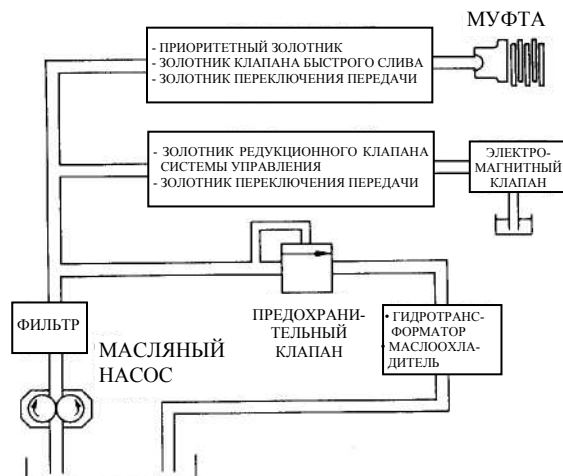 МУФТА
- ПРИОРИТЕТНЫЙ ЗОЛОТНИК
- ЗОЛОТНИК КЛАПАНА БЫСТРОГО СЛИВА
- ЗОЛОТНИК ПЕРЕКЛЮЧЕНИЯ ПЕРЕДАЧИ
- ЗОЛОТНИК РЕДУКЦИОННОГО КЛАПАНА
СИСТЕМЫ УПРАВЛЕНИЯ
- ЗОЛОТНИК ПЕРЕКЛЮЧЕНИЯ ПЕРЕДАЧИ
ЭЛЕКТРО-
МАГНИТНЫЙ
КЛАПАН
ФИЛЬТР
МАСЛЯНЫЙ
НАСОС
ПРЕДОХРАНИ-
ТЕЛЬНЫЙ
КЛАПАН
• ГИДРОТРАНС-
ФОРМАТОР
• МАСЛООХЛА-
ДИТЕЛЬ